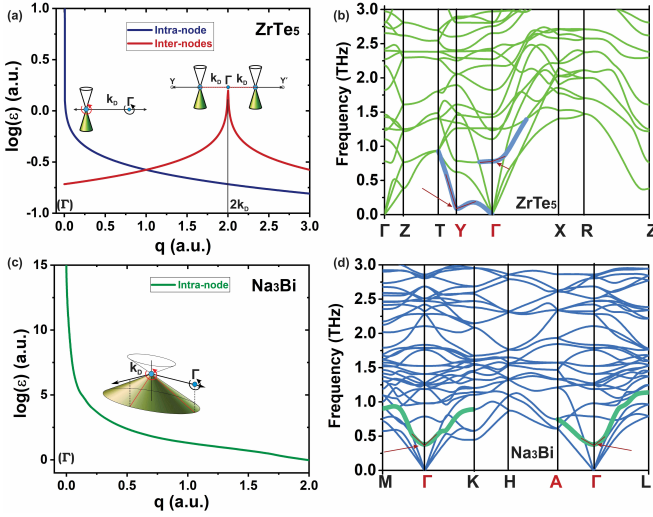 (a)
Intra-node
Inter-nodes
ZrTe₅
log(ε) (a.u.)
1.0
0.5
0.0
-0.5
-1.0
k_D
Γ
Y
k_D
Γ
k_D
Y'
(Γ)
2k_D
0.0 0.5 1.0 1.5 2.0 2.5 3.0
q (a.u.)
(b)
Frequency (THz)
3.0
2.5
2.0
1.5
1.0
0.5
0.0
ZrTe₅
Γ Z T Y Γ X R Z
(c)
Intra-node
Na₃Bi
log(ε) (a.u.)
15
10
5
0
k_D
Γ
(Γ)
0.0 0.5 1.0 1.5 2.0
q (a.u.)
(d)
Frequency (THz)
3.0
2.5
2.0
1.5
1.0
0.5
0.0
Na₃Bi
M Γ K H A Γ L